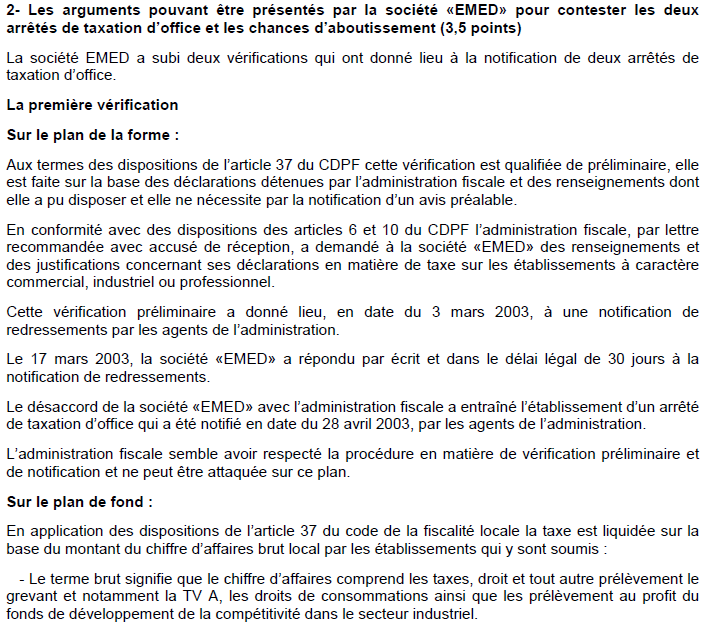 2- Les arguments pouvant être présentés par la société «EMED» pour contester les deux
arrêtés de taxation d’office et les chances d’aboutissement (3,5 points)
La société EMED a subi deux vérifications qui ont donné lieu à la notification de deux arrêtés de
taxation d’office.
La première vérification
Sur le plan de la forme :
Aux termes des dispositions de l’article 37 du CDPF cette vérification est qualifiée de préliminaire, elle
est faite sur la base des déclarations détenues par l’administration fiscale et des renseignements dont
elle a pu disposer et elle ne nécessite par la notification d’un avis préalable.
En conformité avec des dispositions des articles 6 et 10 du CDPF l’administration fiscale, par lettre
recommandée avec accusé de réception, a demandé à la société «EMED» des renseignements et
des justifications concernant ses déclarations en matière de taxe sur les établissements à caractère
commercial, industriel ou professionnel.
Cette vérification préliminaire a donné lieu, en date du 3 mars 2003, à une notification de
redressements par les agents de l’administration.
Le 17 mars 2003, la société «EMED» a répondu par écrit et dans le délai légal de 30 jours à la
notification de redressements.
Le désaccord de la société «EMED» avec l’administration fiscale a entraîné l’établissement d’un arrêté
de taxation d’office qui a été notifié en date du 28 avril 2003, par les agents de l’administration.
L’administration fiscale semble avoir respecté la procédure en matière de vérification préliminaire et
de notification et ne peut être attaquée sur ce plan.
Sur le plan de fond :
En application des dispositions de l’article 37 du code de la fiscalité locale la taxe est liquidée sur la
base du montant du chiffre d’affaires brut local par les établissements qui y sont soumis :
- Le terme brut signifie que le chiffre d’affaires comprend les taxes, droit et tout autre prélèvement le
grevant et notamment la TV A, les droits de consommations ainsi que les prélèvement au profit du
fonds de développement de la compétitivité dans le secteur industriel.